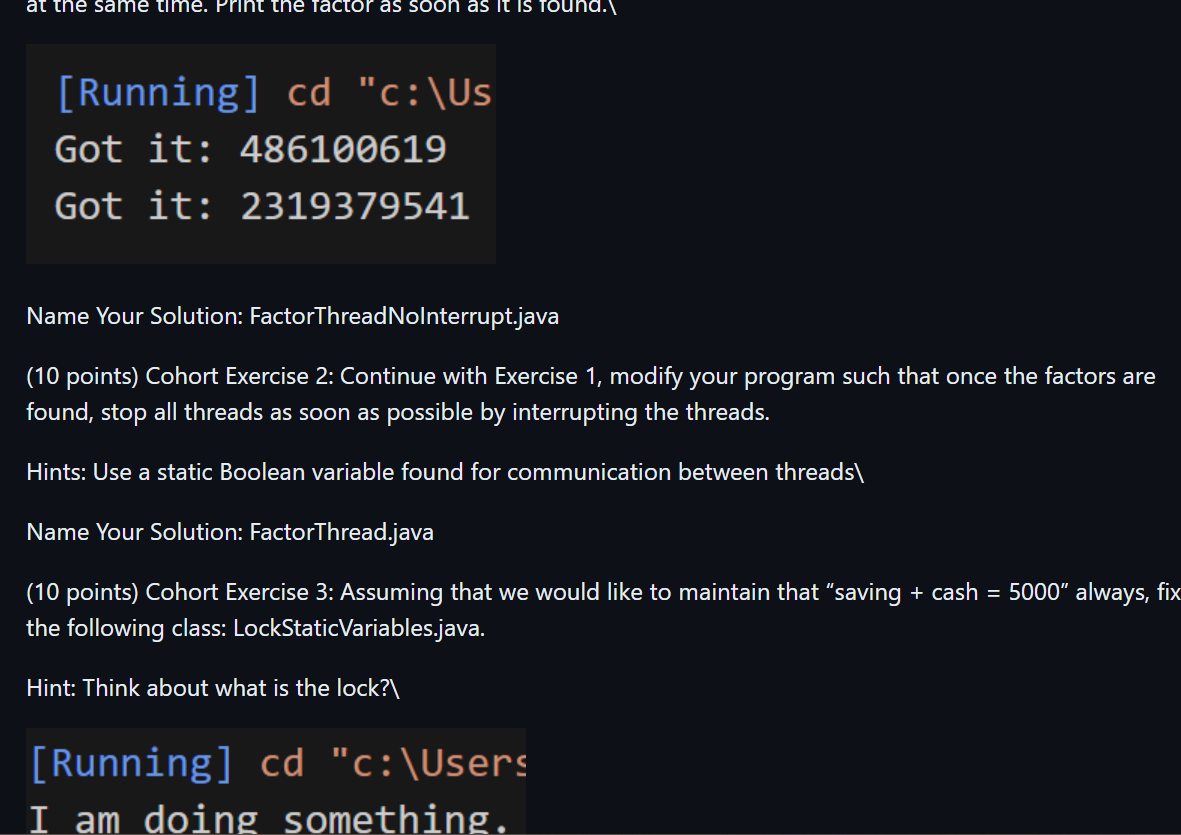 at the same time. Print the factor as soon as it is found.\
[Running] cd "c:\Us
Got it: 486100619
Got it: 2319379541
Name Your Solution: FactorThreadNoInterrupt.java
(10 points) Cohort Exercise 2: Continue with Exercise 1, modify your program such that once the factors are
found, stop all threads as soon as possible by interrupting the threads.
Hints: Use a static Boolean variable found for communication between threads\
Name Your Solution: FactorThread.java
(10 points) Cohort Exercise 3: Assuming that we would like to maintain that “saving + cash = 5000” always, fix
the following class: LockStaticVariables.java.
Hint: Think about what is the lock?\
[Running] cd "c:\Users
I am doing something.